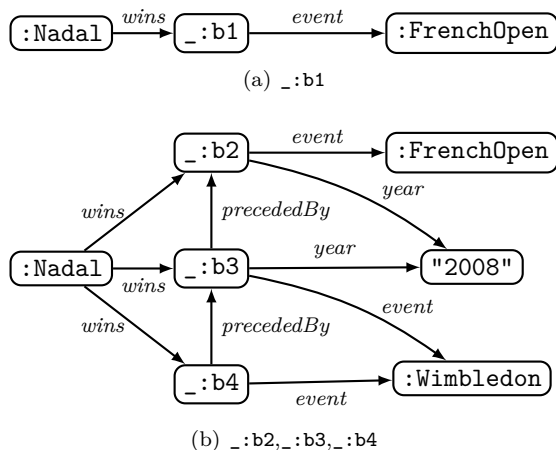 wins event
:Nadal _:b1 :FrenchOpen
(a) _:b1
event
_:b2 :FrenchOpen
year
wins precededBy
year
:Nadal _:b3 "2008"
wins
event
wins precededBy
_:b4 :Wimbledon
event
(b) _:b2,_:b3,_:b4